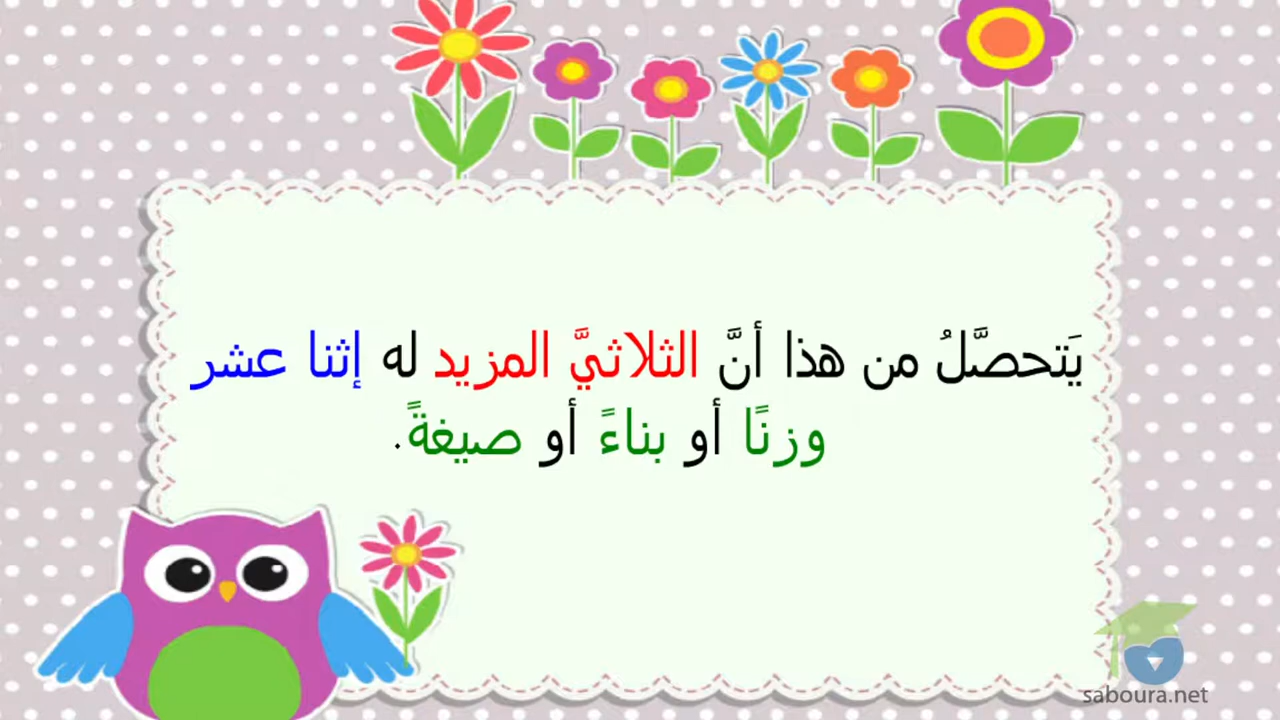 يَتحصَّلُ من هذا أنَّ الثلاثيَّ المزيد له إثنا عشر
وزنًا أو بناءً أو صيغةً.
saboura.net